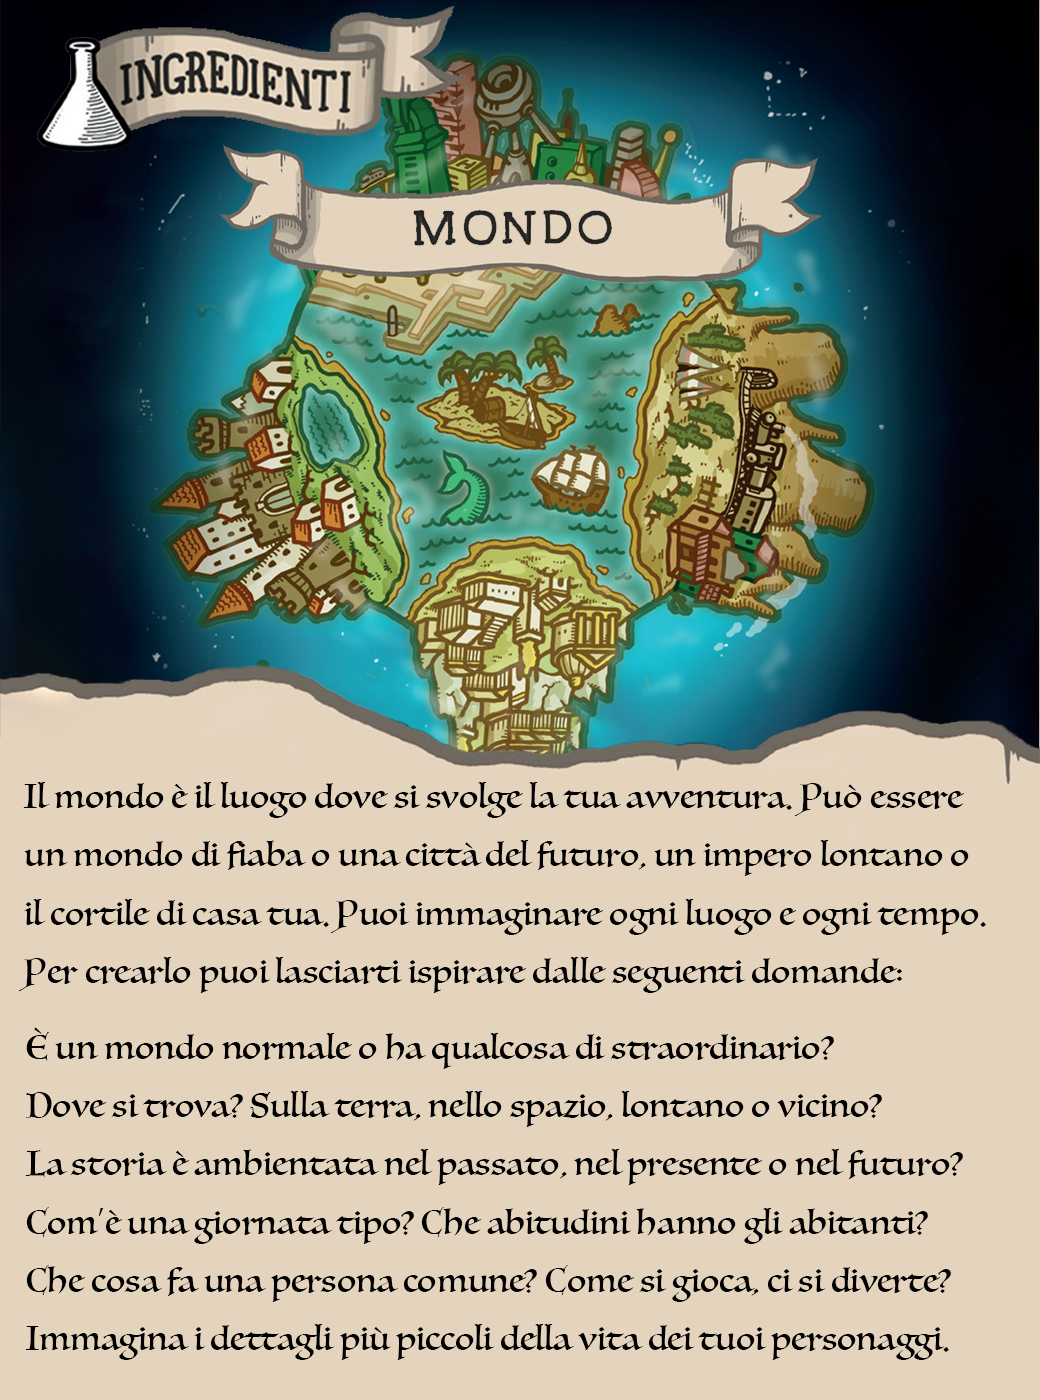 INGREDIENTI
MONDO
Il mondo è il luogo dove si svolge la tua avventura. Può essere
un mondo di fiaba o una città del futuro, un impero lontano o
il cortile di casa tua. Puoi immaginare ogni luogo e ogni tempo.
Per crearlo puoi lasciarti ispirare dalle seguenti domande:
È un mondo normale o ha qualcosa di straordinario?
Dove si trova? Sulla terra, nello spazio, lontano o vicino?
La storia è ambientata nel passato, nel presente o nel futuro?
Com'è una giornata tipo? Che abitudini hanno gli abitanti?
Che cosa fa una persona comune? Come si gioca, ci si diverte?
Immagina i dettagli più piccoli della vita dei tuoi personaggi.